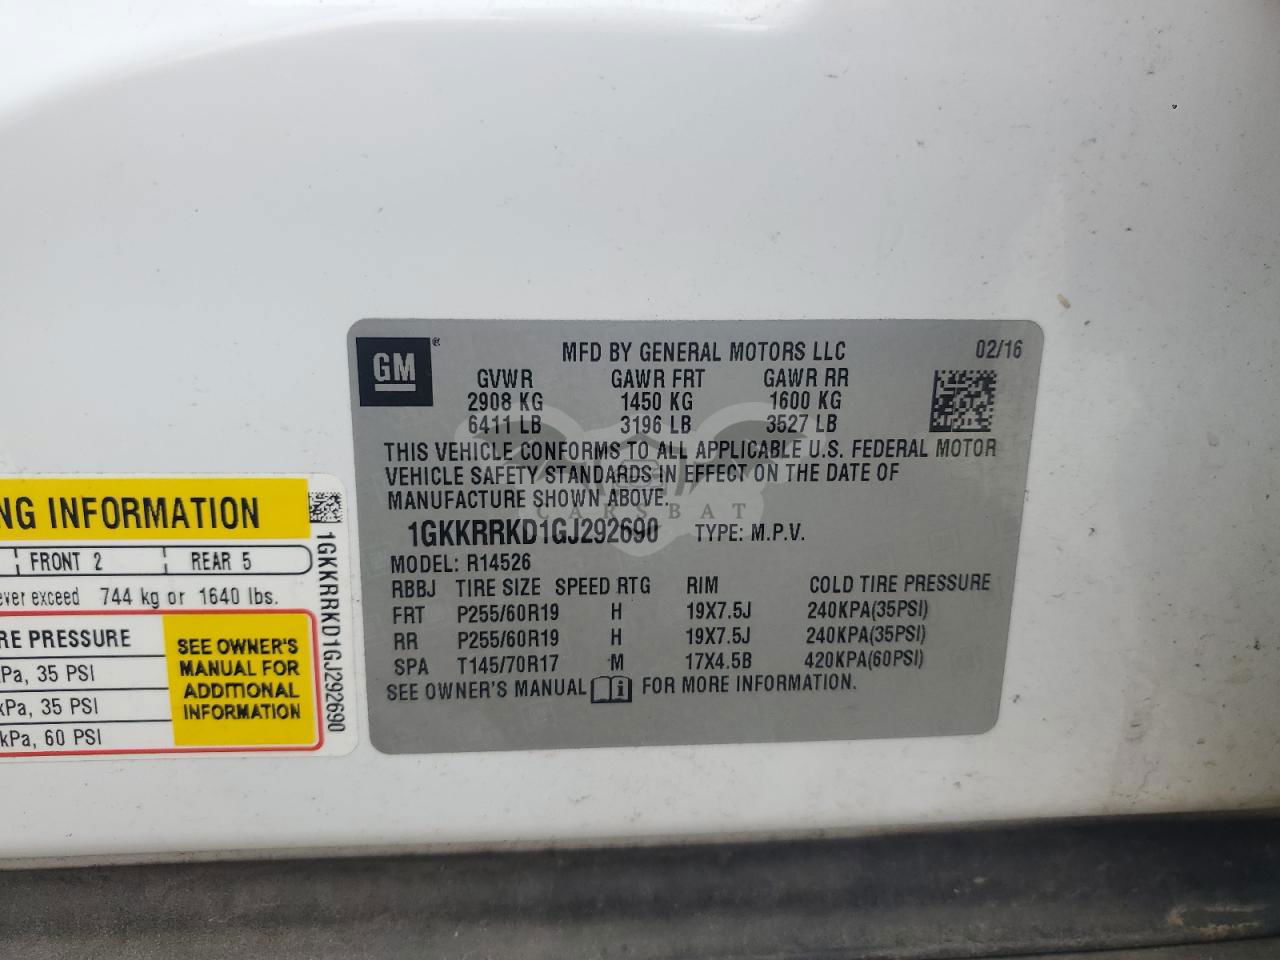 GM ®
MFD BY GENERAL MOTORS LLC 02/16
GVWR GAWR FRT GAWR RR
2908 KG 1450 KG 1600 KG
6411 LB 3196 LB 3527 LB
THIS VEHICLE CONFORMS TO ALL APPLICABLE U.S. FEDERAL MOTOR
VEHICLE SAFETY STANDARDS IN EFFECT ON THE DATE OF
MANUFACTURE SHOWN ABOVE.
CARSBAT
1GKKRRKD1GJ292690 TYPE: M.P.V.
MODEL: R14526
RBBJ TIRE SIZE SPEED RTG RIM COLD TIRE PRESSURE
FRT P255/60R19 H 19X7.5J 240KPA(35PSI)
RR P255/60R19 H 19X7.5J 240KPA(35PSI)
SPA T145/70R17 M 17X4.5B 420KPA(60PSI)
SEE OWNER'S MANUAL i FOR MORE INFORMATION.
NG INFORMATION
FRONT 2 REAR 5
ever exceed 744 kg or 1640 lbs.
RE PRESSURE
kPa, 35 PSI
kPa, 35 PSI
kPa, 60 PSI
SEE OWNER'S
MANUAL FOR
ADDITIONAL
INFORMATION
1GKKRRKD1GJ292690